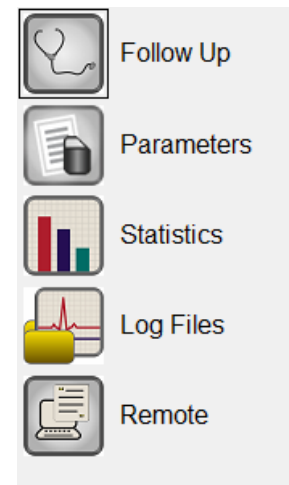 Follow Up
Parameters
Statistics
Log Files
Remote